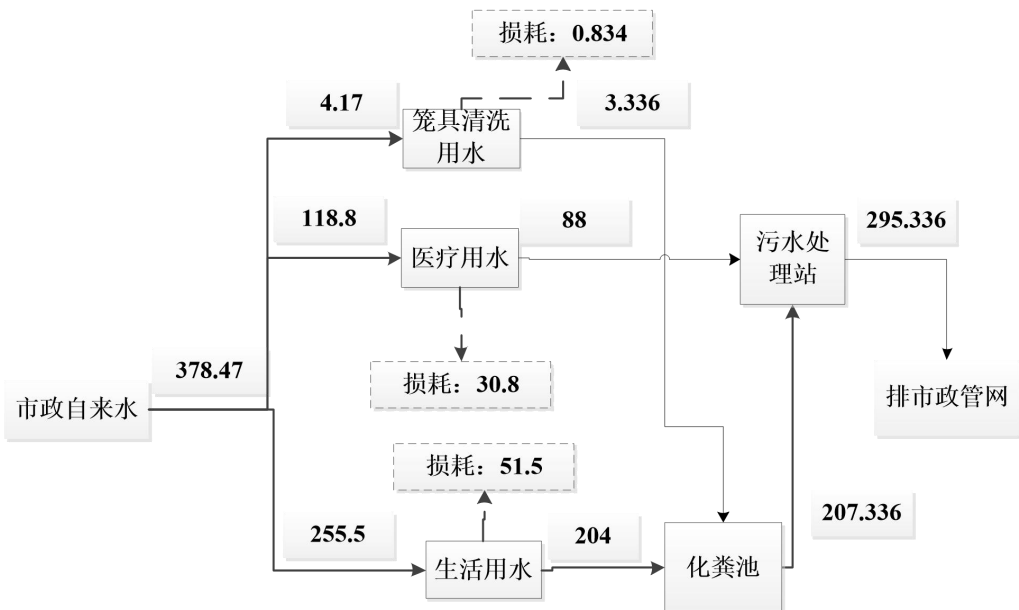 损耗：0.834
4.17
3.336
笼具清洗
用水
118.8
88
295.336
医疗用水
污水处
理站
378.47
损耗：30.8
市政自来水
排市政管网
损耗：51.5
255.5
204
207.336
生活用水
化粪池